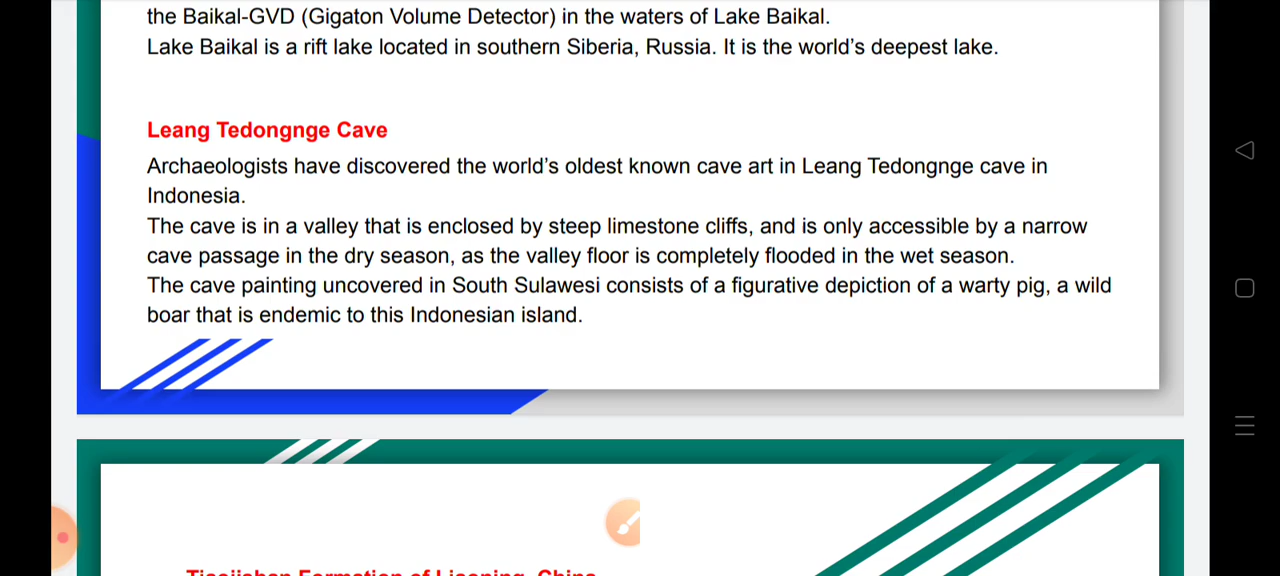 the Baikal-GVD (Gigaton Volume Detector) in the waters of Lake Baikal.
Lake Baikal is a rift lake located in southern Siberia, Russia. It is the world’s deepest lake.
Leang Tedongnge Cave
Archaeologists have discovered the world’s oldest known cave art in Leang Tedongnge cave in
Indonesia.
The cave is in a valley that is enclosed by steep limestone cliffs, and is only accessible by a narrow
cave passage in the dry season, as the valley floor is completely flooded in the wet season.
The cave painting uncovered in South Sulawesi consists of a figurative depiction of a warty pig, a wild
boar that is endemic to this Indonesian island.
Tiaojishan Formation of Liaoning, China